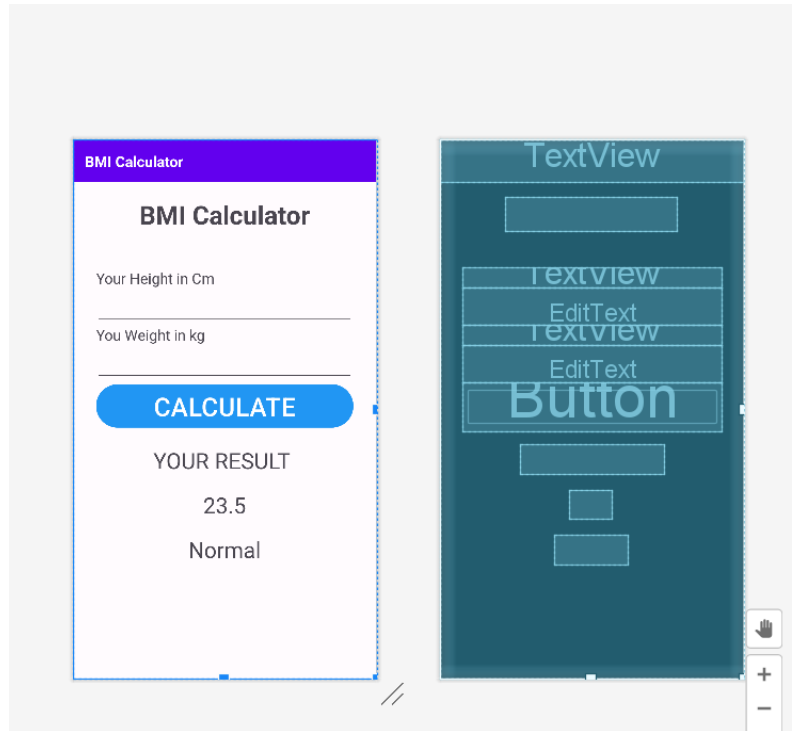 BMI Calculator
BMI Calculator
Your Height in Cm
You Weight in kg
CALCULATE
YOUR RESULT
23.5
Normal
TextView
TextView
EditText
TextView
EditText
Button